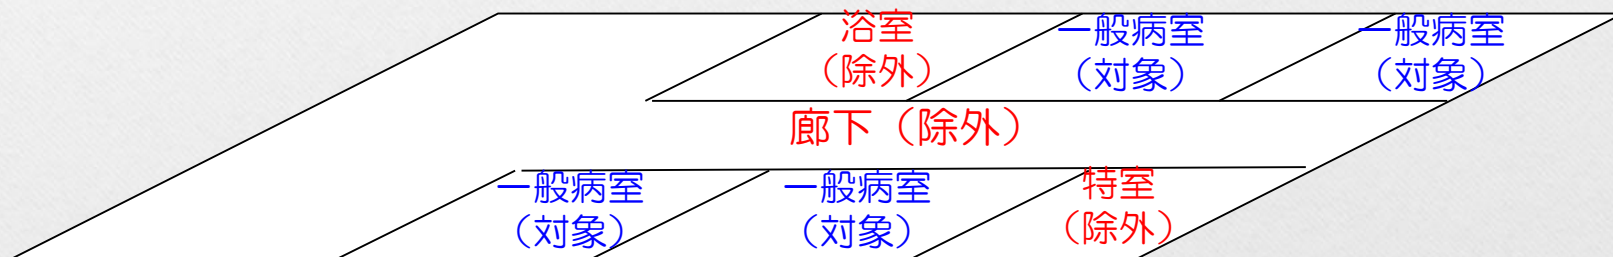 浴室
（除外）
一般病室
（対象）
一般病室
（対象）
廊下（除外）
一般病室
（対象）
一般病室
（対象）
特室
（除外）